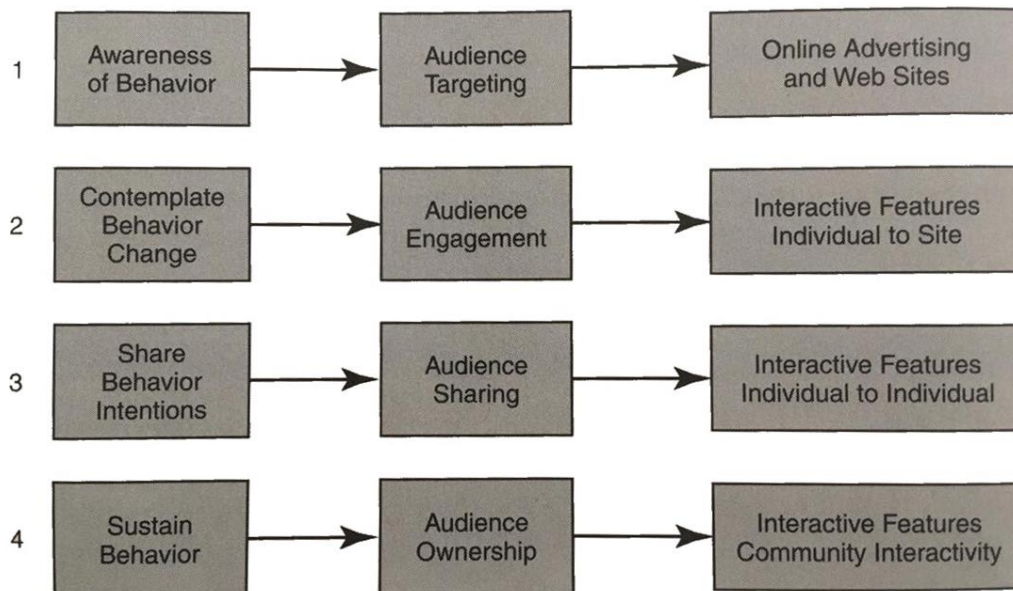 1
Awareness
of Behavior
Audience
Targeting
Online Advertising
and Web Sites
2
Contemplate
Behavior
Change
Audience
Engagement
Interactive Features
Individual to Site
3
Share
Behavior
Intentions
Audience
Sharing
Interactive Features
Individual to Individual
4
Sustain
Behavior
Audience
Ownership
Interactive Features
Community Interactivity